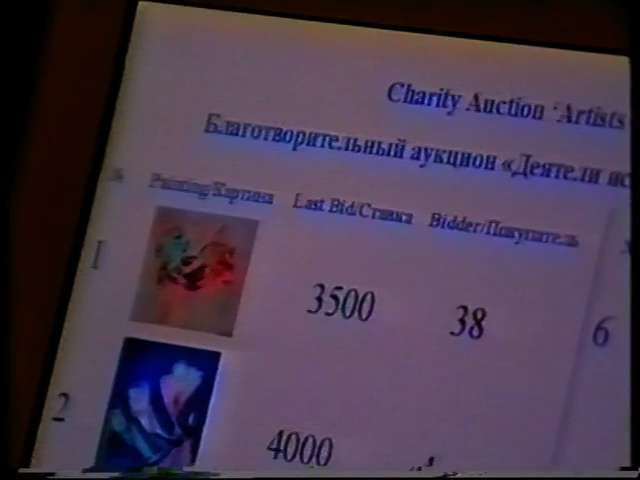 Charity Auction 'Artists
Благотворительный аукцион «Деятели ис
Painting/Картина Last Bid/Ставка Bidder/Покупатель
1 3500 38 6
2 4000